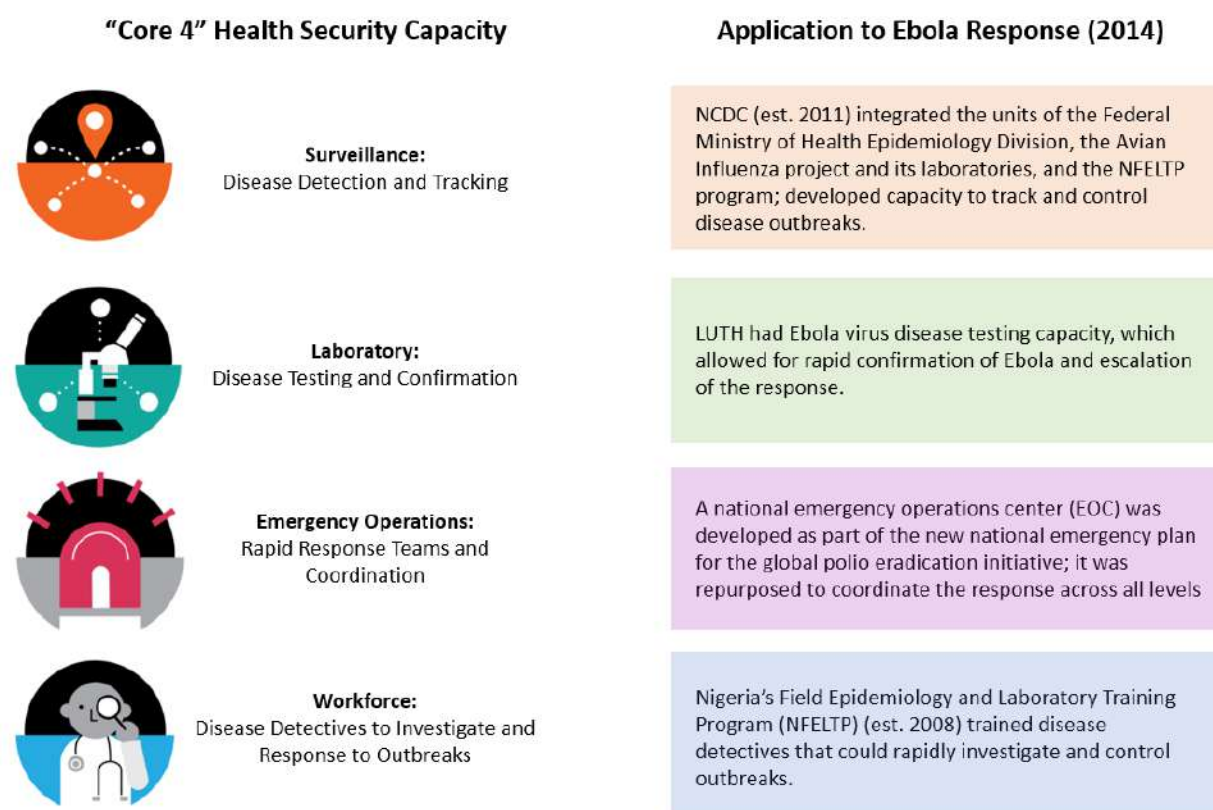 “Core 4” Health Security Capacity
Application to Ebola Response (2014)
Surveillance:
Disease Detection and Tracking
NCDC (est. 2011) integrated the units of the Federal
Ministry of Health Epidemiology Division, the Avian
Influenza project and its laboratories, and the NFELTP
program; developed capacity to track and control
disease outbreaks.
Laboratory:
Disease Testing and Confirmation
LUTH had Ebola virus disease testing capacity, which
allowed for rapid confirmation of Ebola and escalation
of the response.
Emergency Operations:
Rapid Response Teams and
Coordination
A national emergency operations center (EOC) was
developed as part of the new national emergency plan
for the global polio eradication initiative; it was
repurposed to coordinate the response across all levels
Workforce:
Disease Detectives to Investigate and
Response to Outbreaks
Nigeria’s Field Epidemiology and Laboratory Training
Program (NFELTP) (est. 2008) trained disease
detectives that could rapidly investigate and control
outbreaks.